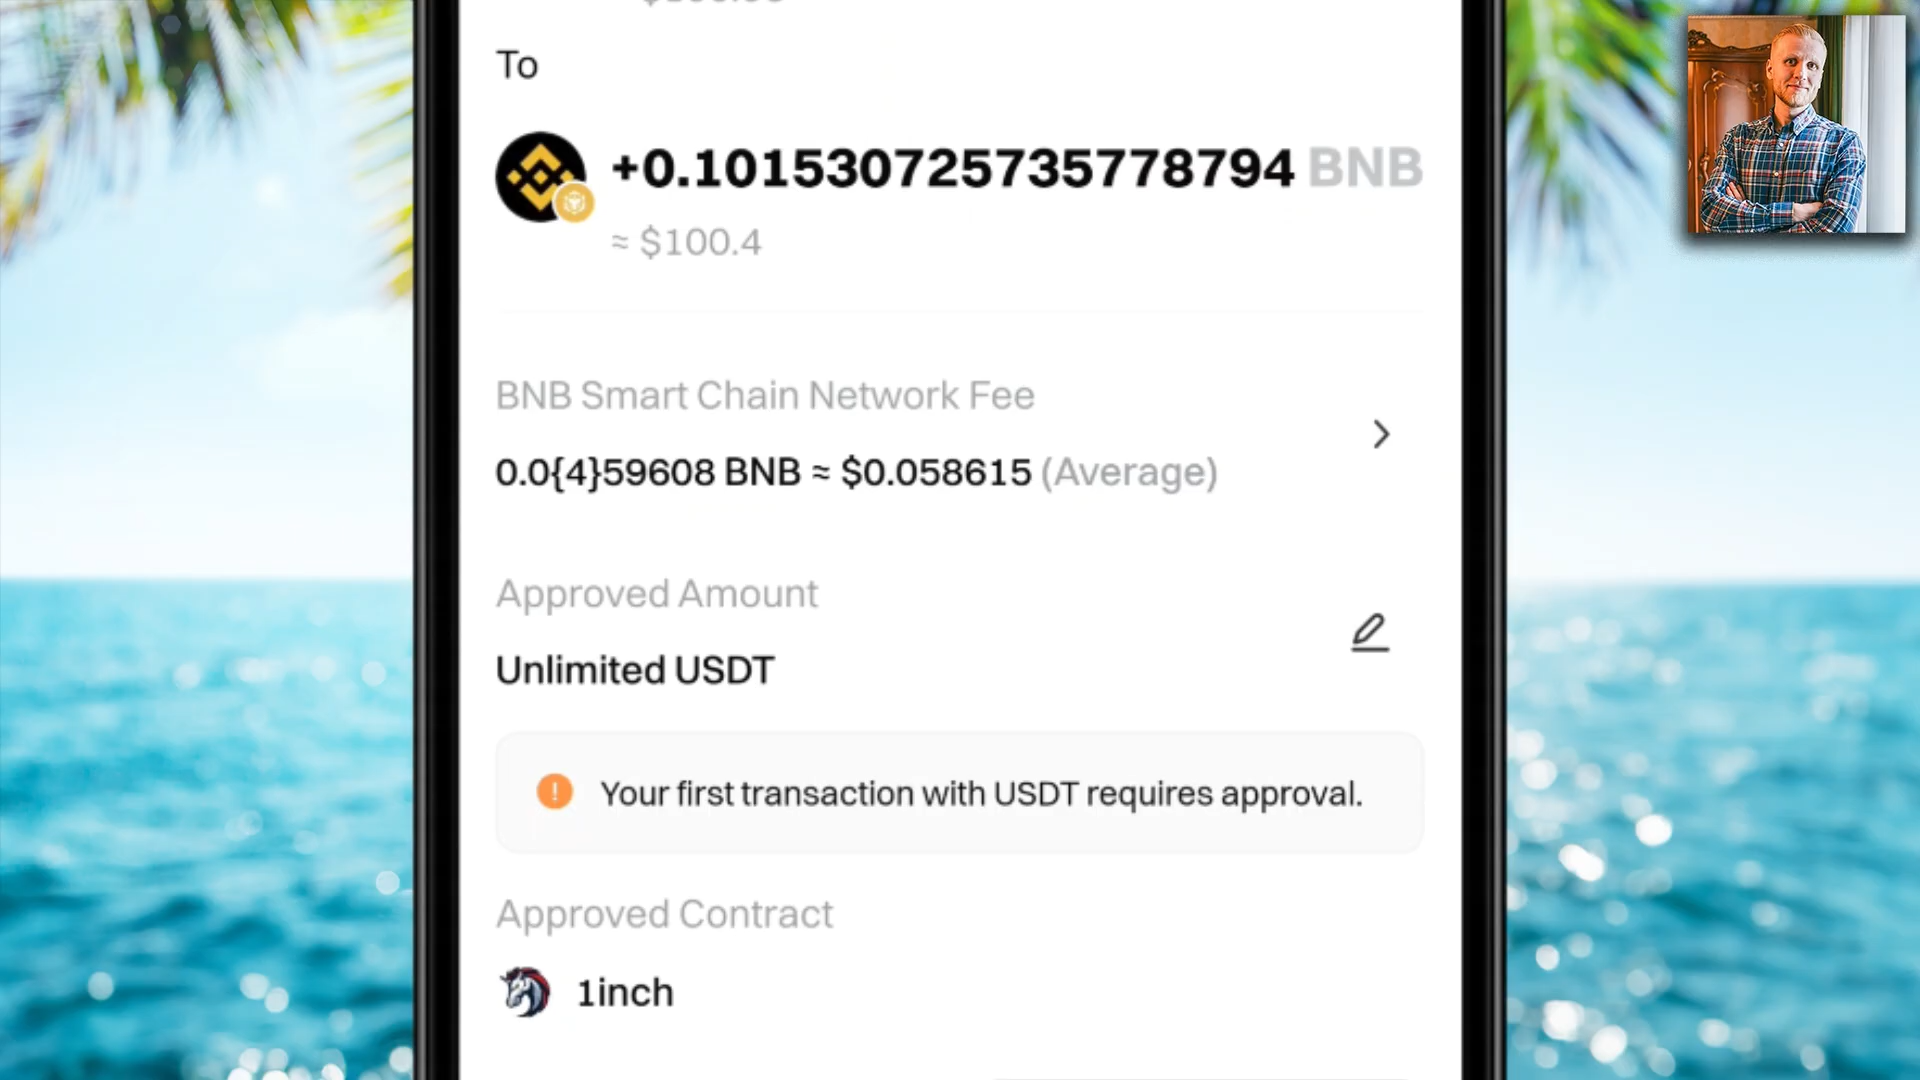 To
+0.101530725735778794 BNB
≈ $100.4
BNB Smart Chain Network Fee
0.0{4}59608 BNB ≈ $0.058615 (Average)
Approved Amount
Unlimited USDT
! Your first transaction with USDT requires approval.
Approved Contract
1inch